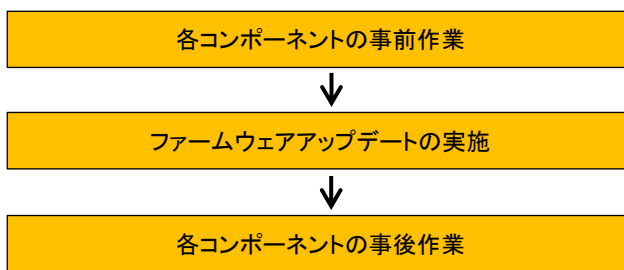 各コンポーネントの事前作業
ファームウェアアップデートの実施
各コンポーネントの事後作業